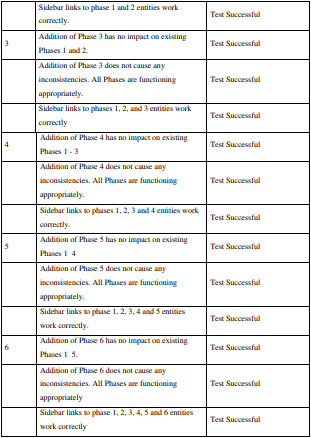 Sidebar links to phase 1 and 2 entities work
correctly.
Test Successful
3
Addition of Phase 3 has no impact on existing
Phases 1 and 2.
Test Successful
Addition of Phase 3 does not cause any
inconsistencies. All Phases are functioning
appropriately.
Test Successful
Sidebar links to phases 1, 2, and 3 entities work
correctly
Test Successful
4
Addition of Phase 4 has no impact on existing
Phases 1 - 3
Test Successful
Addition of Phase 4 does not cause any
inconsistencies. All Phases are functioning
appropriately.
Test Successful
Sidebar links to phases 1, 2, 3 and 4 entities work
correctly.
Test Successful
5
Addition of Phase 5 has no impact on existing
Phases 1 4
Test Successful
Addition of Phase 5 does not cause any
inconsistencies. All Phases are functioning
appropriately.
Test Successful
Sidebar links to phase 1, 2, 3, 4 and 5 entities
work correctly.
Test Successful
6
Addition of Phase 6 has no impact on existing
Phases 1 5.
Test Successful
Addition of Phase 6 does not cause any
inconsistencies. All Phases are functioning
appropriately
Test Successful
Sidebar links to phase 1, 2, 3, 4, 5 and 6 entities
work correctly
Test Successful